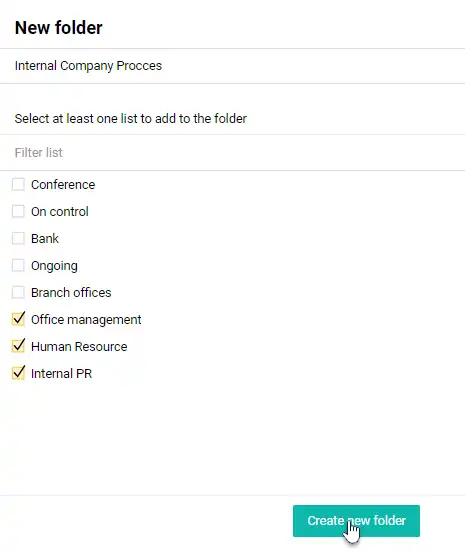 New folder
Internal Company Procces
Select at least one list to add to the folder
Filter list
Conference
On control
Bank
Ongoing
Branch offices
Office management
Human Resource
Internal PR
Create new folder